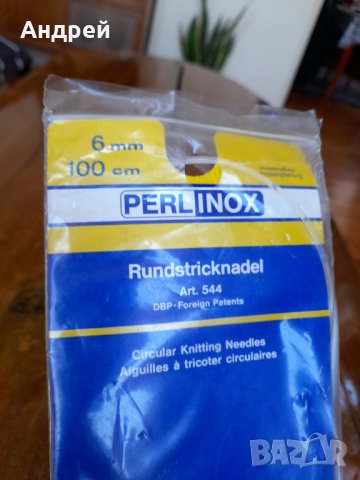 Андрей
6 mm
100 cm
PERLINOX
Rundstricknadel
Art. 544
DBP-Foreign Patents
Circular Knitting Needles
Aiguilles à tricoter circulaires
BAZAR